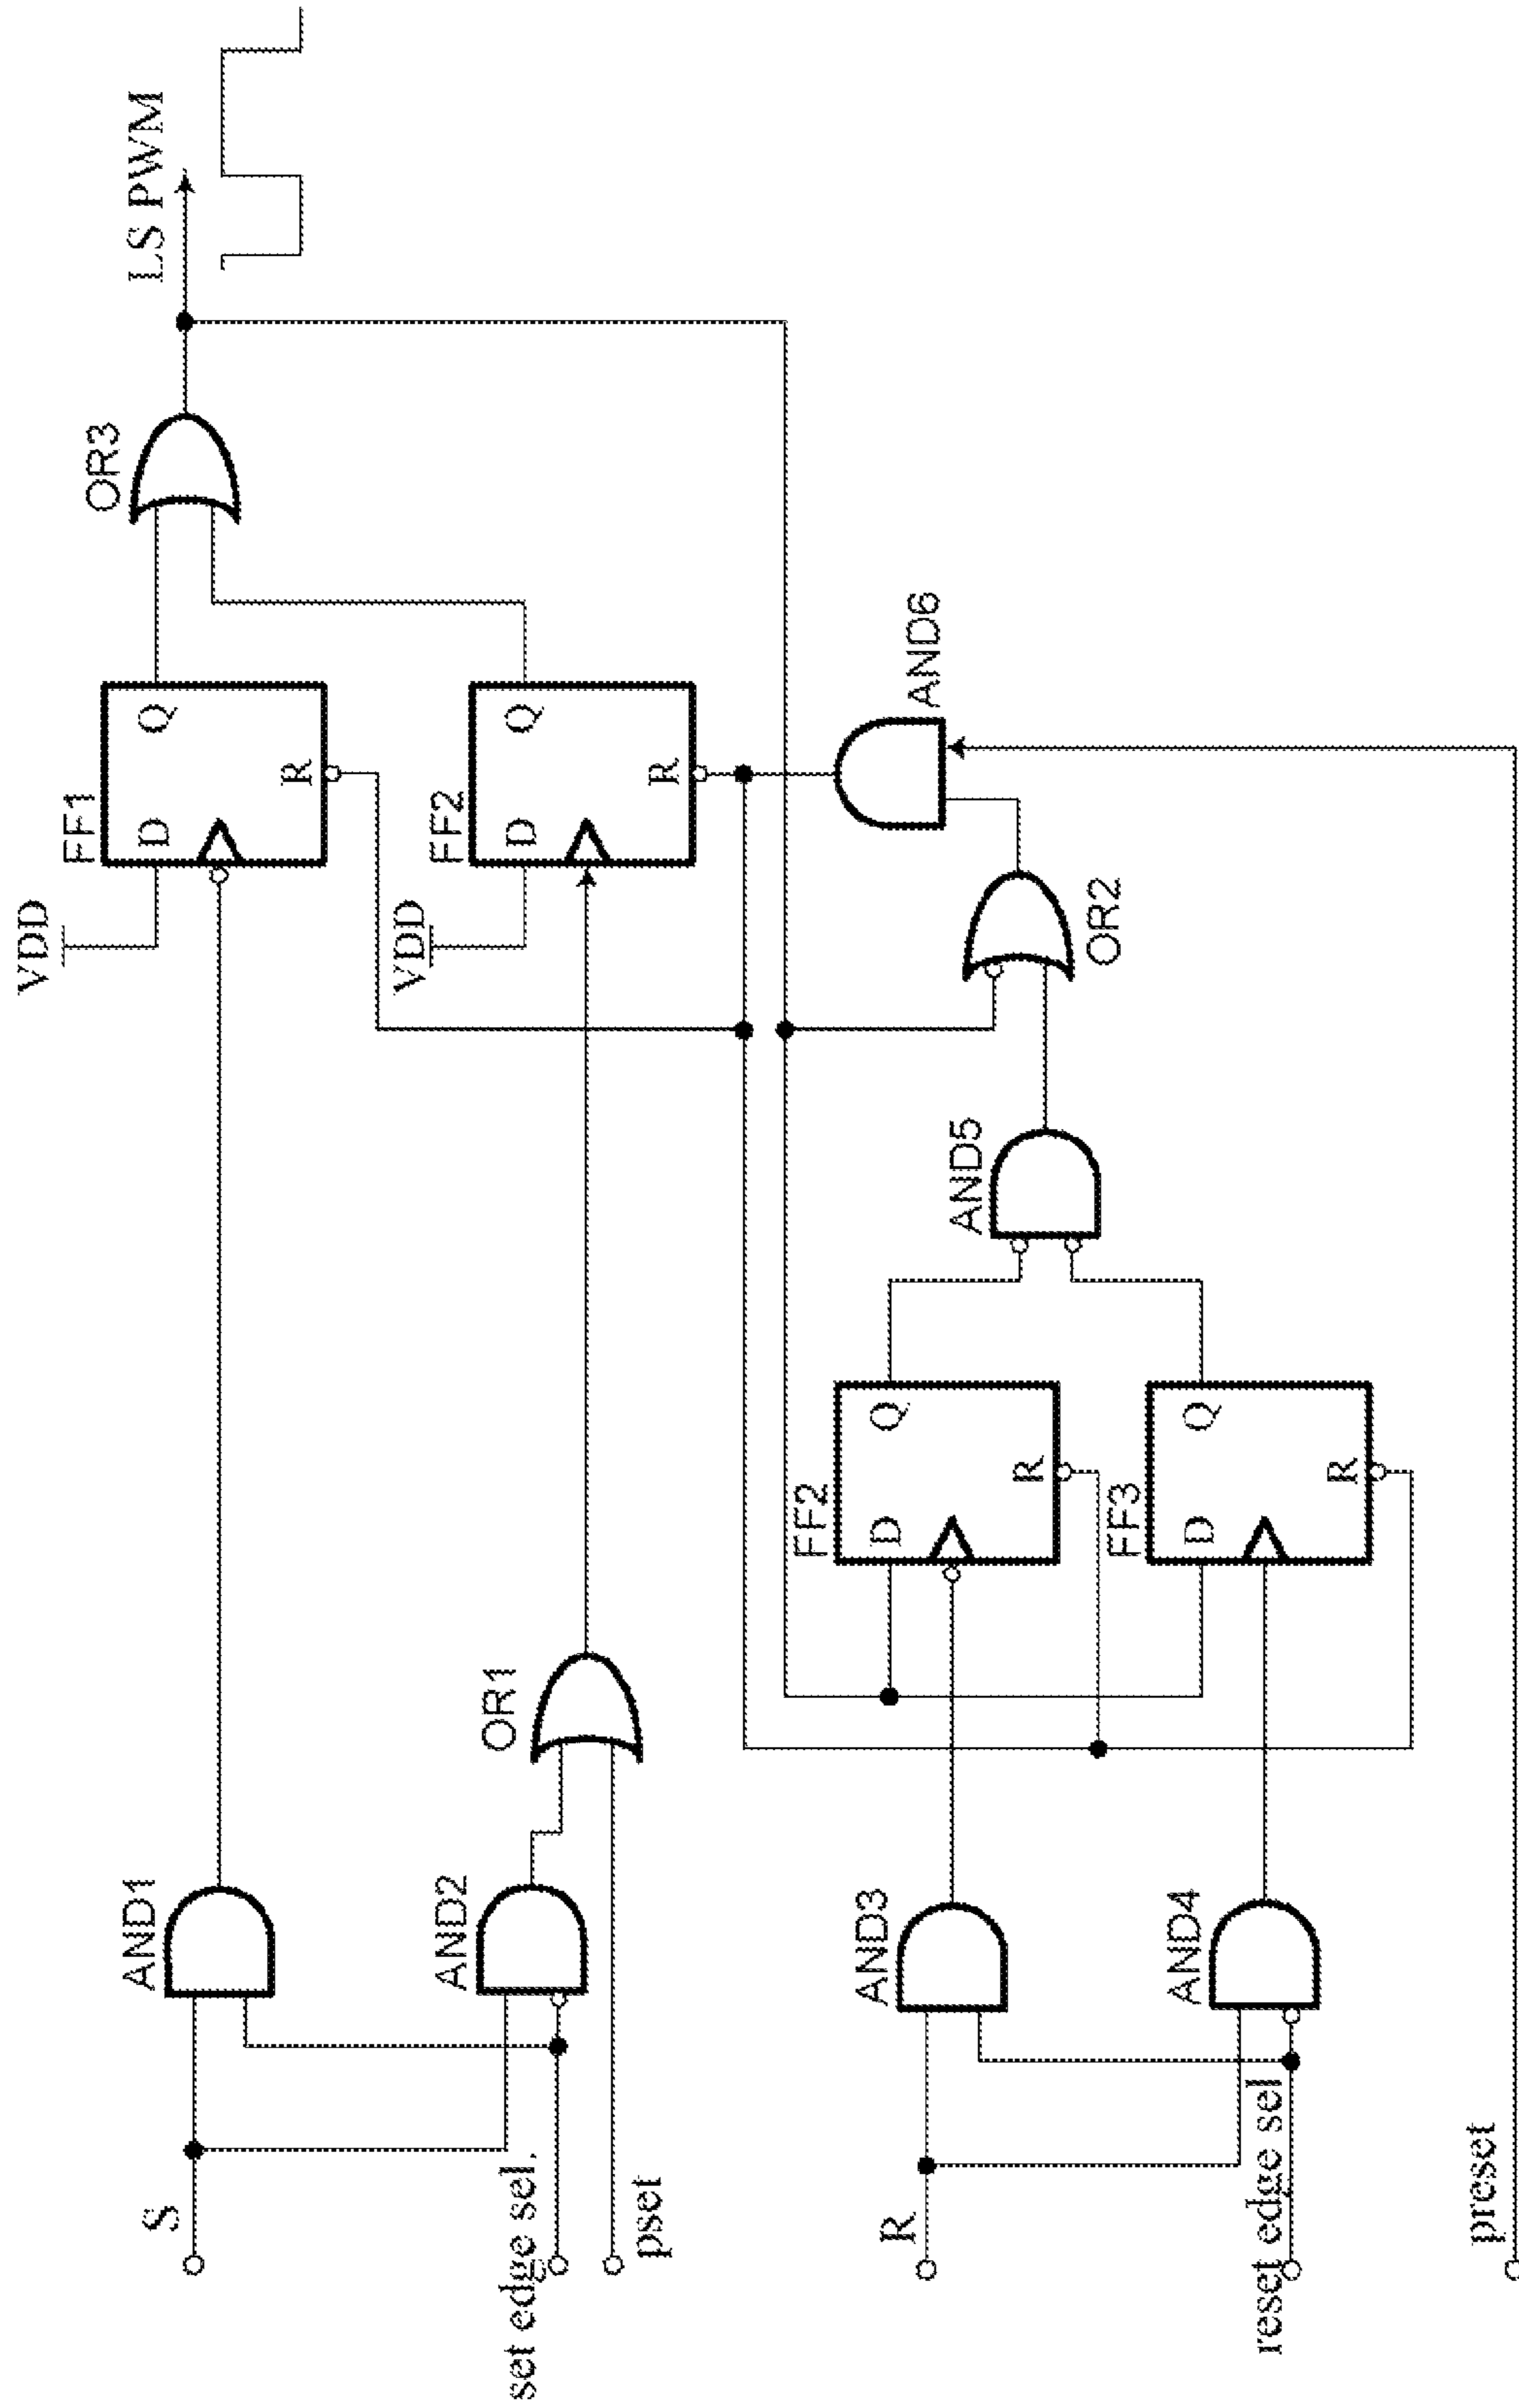 LS PWM
OR3
VDD
FF1
D
Q
R
VDD
FF2
D
Q
R
AND6
OR2
AND5
FF2
D
Q
R
FF3
D
Q
R
OR1
AND1
AND2
AND3
AND4
S
set edge sel.
pset
R
reset edge sel
preset